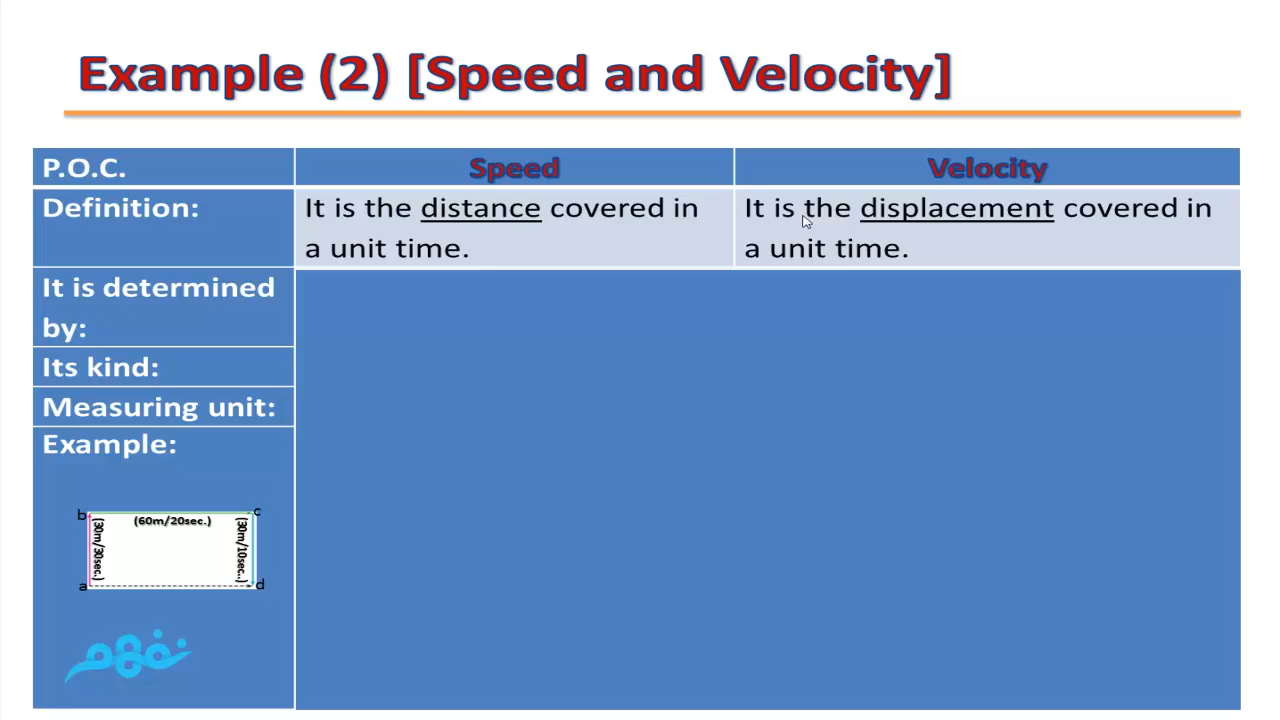 Example (2) [Speed and Velocity]
P.O.C.
Speed
Velocity
Definition:
It is the distance covered in
a unit time.
It is the displacement covered in
a unit time.
It is determined
by:
Its kind:
Measuring unit:
Example:
b
c
(60m/20sec.)
(30m/30sec.)
(30m/10sec..)
a
d
نفهم